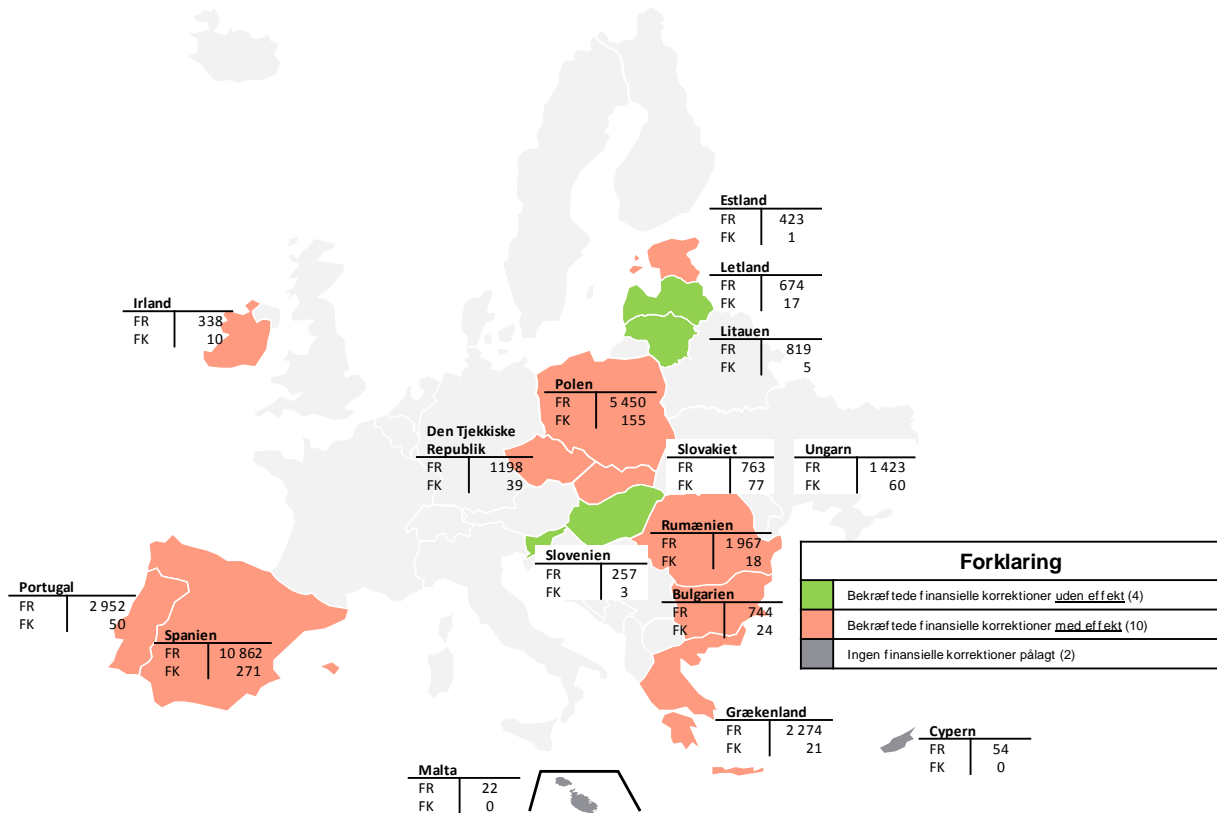 Estland
FR 423
FK 1
Letland
FR 674
FK 17
Irland
FR 338
FK 10
Litauen
FR 819
FK 5
Polen
FR 5 450
FK 155
Den Tjekkiske
Republik
FR 1198
FK 39
Slovakiet
FR 763
FK 77
Ungarn
FR 1 423
FK 60
Rumænien
FR 1 967
FK 18
Slovenien
FR 257
FK 3
Portugal
FR 2 952
FK 50
Bulgarien
FR 744
FK 24
Spanien
FR 10 862
FK 271
Forklaring
Bekræftede finansielle korrektioner uden effekt (4)
Bekræftede finansielle korrektioner med effekt (10)
Ingen finansielle korrektioner pålagt (2)
Grækenland
FR 2 274
FK 21
Cypern
FR 54
FK 0
Malta
FR 22
FK 0